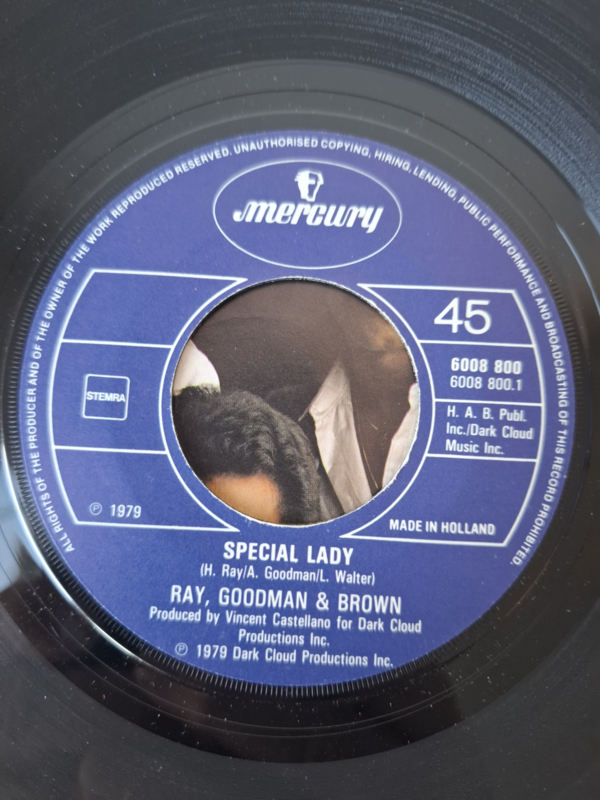 ALL RIGHTS OF THE PRODUCER AND OF THE OWNER OF THE WORK REPRODUCED RESERVED. UNAUTHORISED COPYING, HIRING, LENDING, PUBLIC PERFORMANCE AND BROADCASTING OF THIS RECORD PROHIBITED.
mercury
45
6008 800
6008 800.1
STEMRA
H. A. B. Publ.
Inc./Dark Cloud
Music Inc.
℗ 1979
MADE IN HOLLAND
SPECIAL LADY
(H. Ray/A. Goodman/L. Walter)
RAY, GOODMAN & BROWN
Produced by Vincent Castellano for Dark Cloud
Productions Inc.
℗ 1979 Dark Cloud Productions Inc.